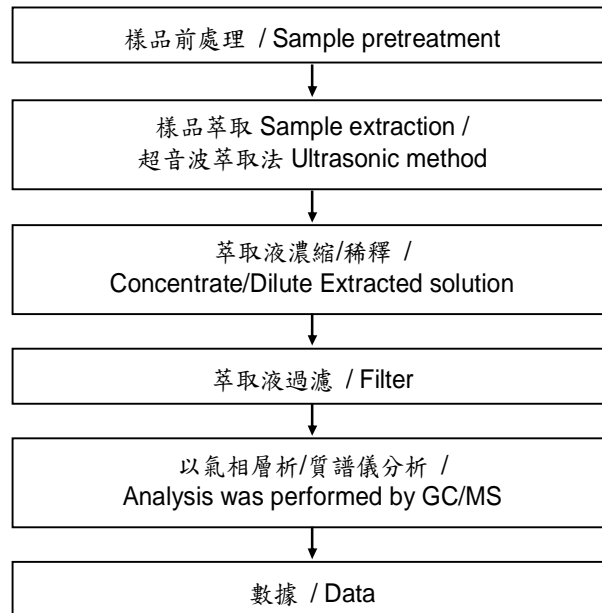 樣品前處理 / Sample pretreatment
樣品萃取 Sample extraction /
超音波萃取法 Ultrasonic method
萃取液濃縮/稀釋 /
Concentrate/Dilute Extracted solution
萃取液過濾 / Filter
以氣相層析/質譜儀分析 /
Analysis was performed by GC/MS
數據 / Data